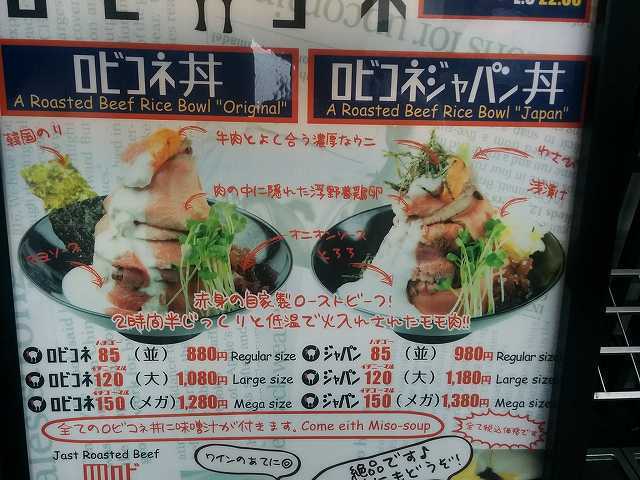 ロビコネ丼
A Roasted Beef Rice Bowl "Original"
ロビコネジャパン丼
A Roasted Beef Rice Bowl "Japan"
韓国のり
牛肉とよく合う濃厚なウニ
わさび
肉の中に隠れた浮野養鶏卵
浅漬け
オニオンソース
とろろ
赤身の自家製ローストビーフ!
2時間半じっくりと低温で火入れされたモモ肉!!
ロビコネ 85 (並) 880円 Regular size
ロビコネ 120 (大) 1,080円 Large size
ロビコネ 150 (メガ) 1,280円 Mega size
ジャパン 85 (並) 980円 Regular size
ジャパン 120 (大) 1,180円 Large size
ジャパン 150 (メガ) 1,380円 Mega size
全てのロビコネ丼に味噌汁が付きます。Come eith Miso-soup
全て税込価格です
Jast Roasted Beef
ワインのあてに◎
絶品です♪